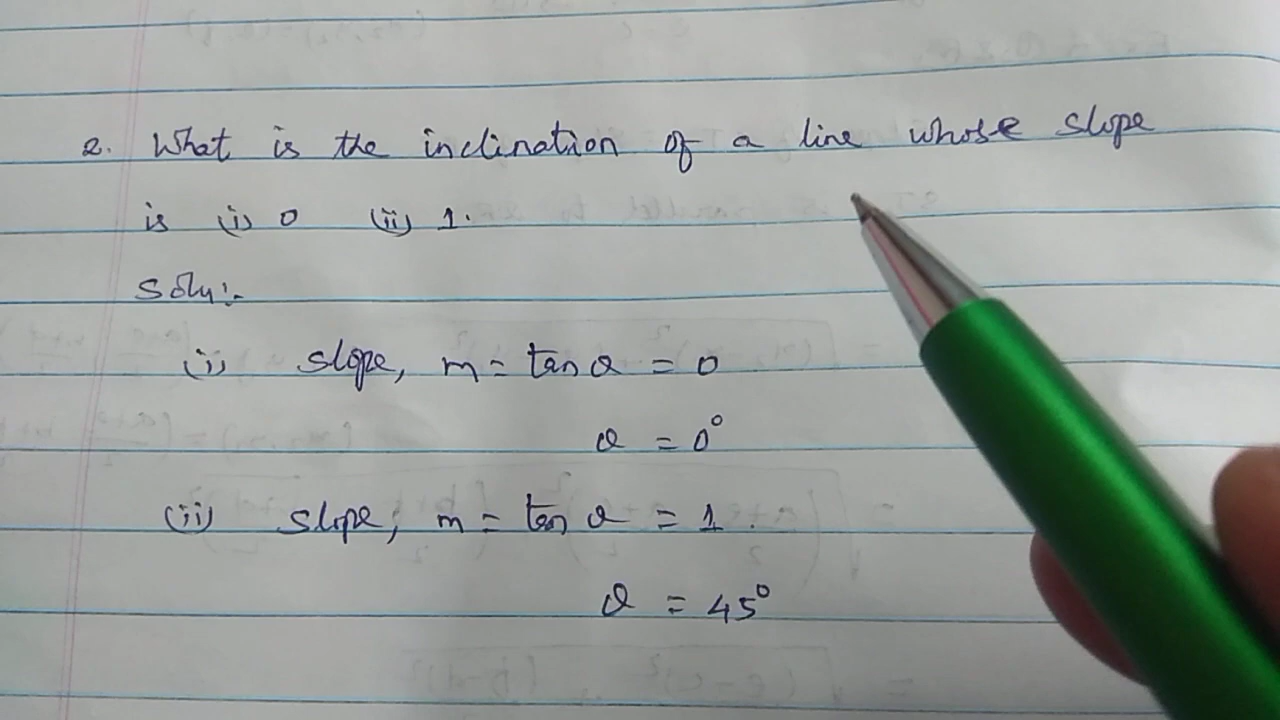 2. What is the inclination of a line whose slope
is (i) 0 (ii) 1.
Soln:-
(i) slope, m = tan θ = 0
θ = 0°
(ii) slope, m = tan θ = 1.
θ = 45°